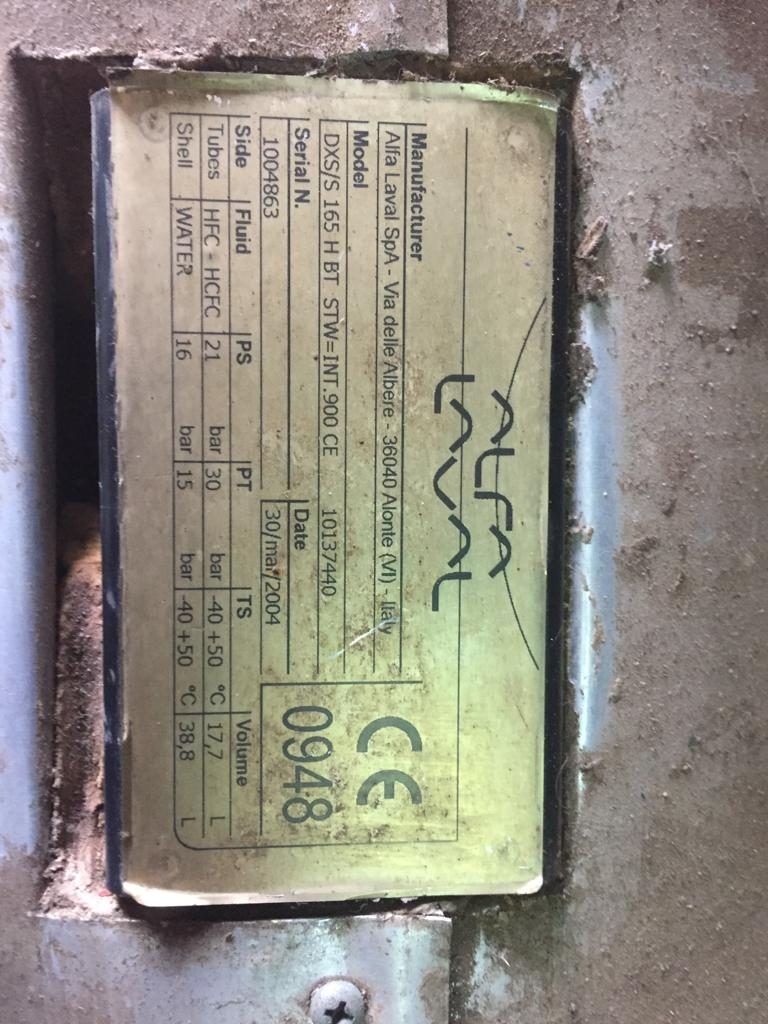 ALFA
LAVAL
Manufacturer
Alfa Laval SpA - Via delle Albere - 36040 Alonte (VI) - Italy
Model
DXS/S 165 H BT STW=INT.900 CE 10137440
Serial N. Date
1004863 30/mar/2004
CE
0948
Side Fluid PS PT TS Volume
Tubes HFC - HCFC 21 bar 30 bar -40 +50 °C 17,7 L
Shell WATER 16 bar 15 bar -40 +50 °C 38,8 L